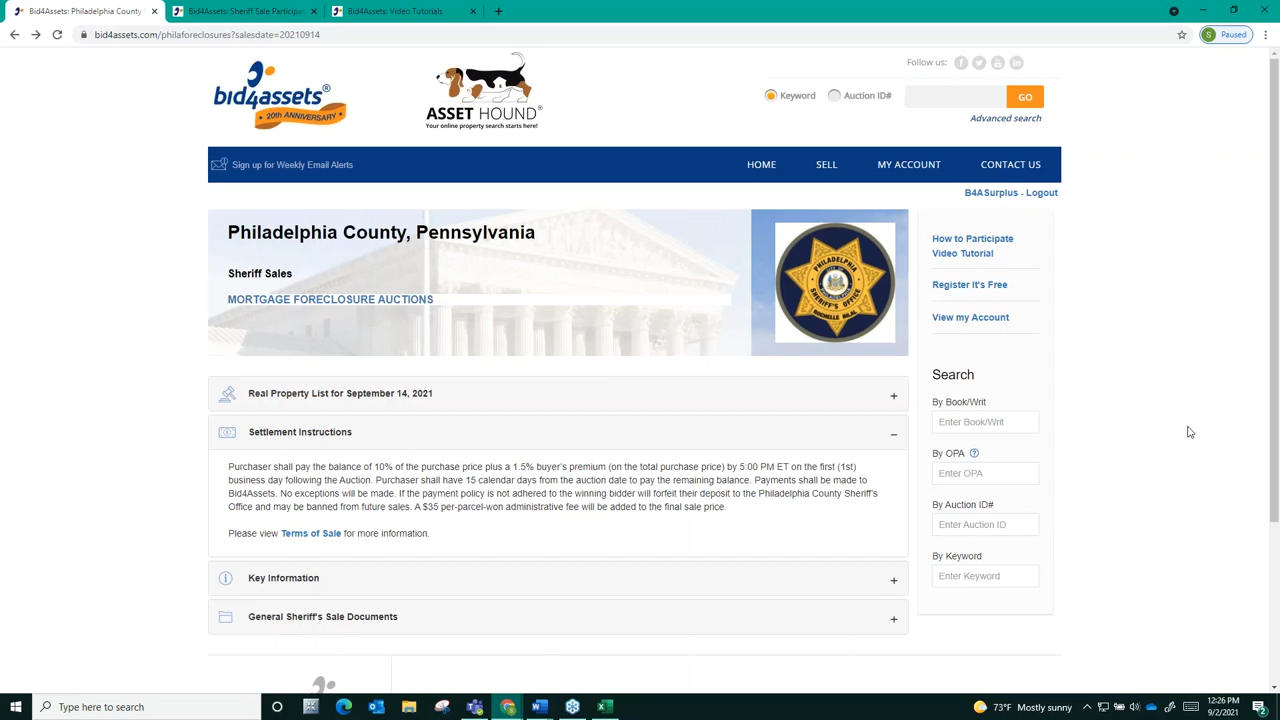 Bid4Assets: Philadelphia County
Bid4Assets: Sheriff Sale Participan
Bid4Assets: Video Tutorials
bid4assets.com/philaforeclosures?salesdate=20210914
S
Paused
bid4assets®
20th ANNIVERSARY
ASSET HOUND®
Your online property search starts here!
Follow us:
Keyword
Auction ID#
GO
Advanced search
Sign up for Weekly Email Alerts
HOME
SELL
MY ACCOUNT
CONTACT US
B4ASurplus - Logout
Philadelphia County, Pennsylvania
Sheriff Sales
MORTGAGE FORECLOSURE AUCTIONS
PHILADELPHIA
SHERIFF'S OFFICE
ROCHELLE BILAL
How to Participate
Video Tutorial
Register It's Free
View my Account
Real Property List for September 14, 2021
Settlement Instructions
Purchaser shall pay the balance of 10% of the purchase price plus a 1.5% buyer's premium (on the total purchase price) by 5:00 PM ET on the first (1st)
business day following the Auction. Purchaser shall have 15 calendar days from the auction date to pay the remaining balance. Payments shall be made to
Bid4Assets. No exceptions will be made. If the payment policy is not adhered to the winning bidder will forfeit their deposit to the Philadelphia County Sheriff's
Office and may be banned from future sales. A $35 per-parcel-won administrative fee will be added to the final sale price.
Please view Terms of Sale for more information.
Key Information
General Sheriff's Sale Documents
Search
By Book/Writ
Enter Book/Writ
By OPA
Enter OPA
By Auction ID#
Enter Auction ID
By Keyword
Enter Keyword
Type here to search
73°F Mostly sunny
12:26 PM
9/2/2021
2